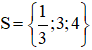 S = {1/3; 3; 4}